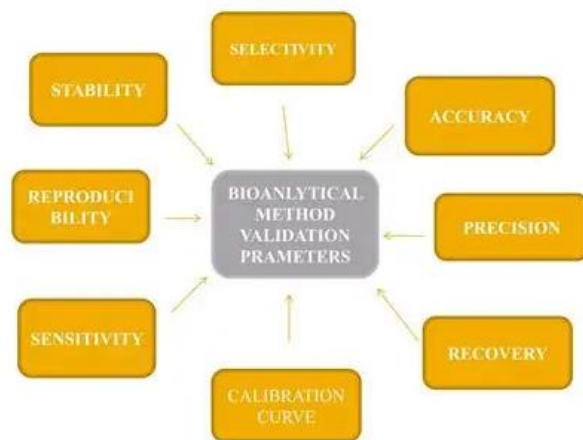 SELECTIVITY
STABILITY
ACCURACY
REPRODUCI
BILITY
BIOANLYTICAL
METHOD
VALIDATION
PRAMETERS
PRECISION
SENSITIVITY
RECOVERY
CALIBRATION
CURVE